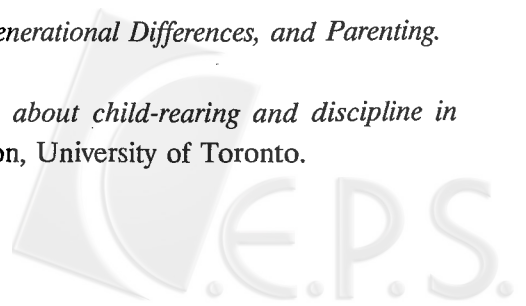 enerational Differences, and Parenting.
about child-rearing and discipline in
on, University of Toronto.
C.E.P.S.